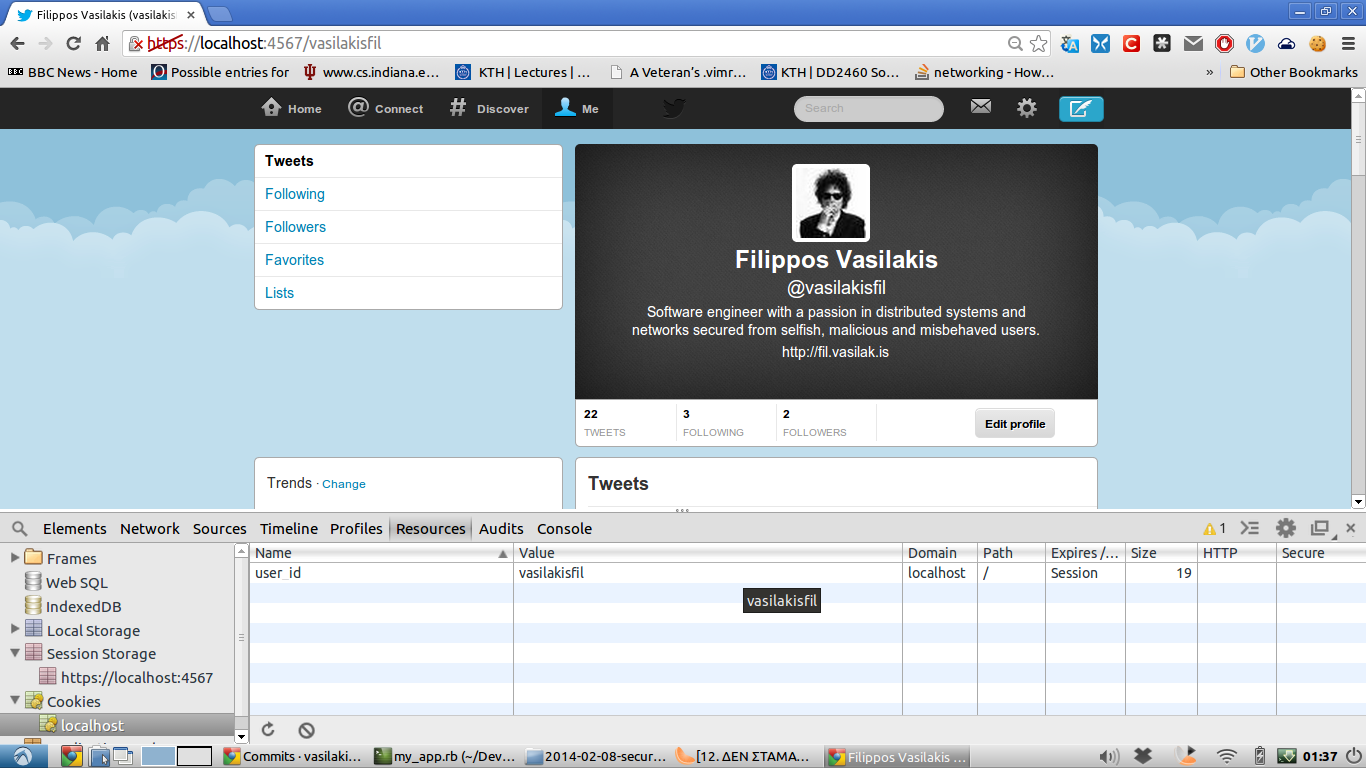 Filippos Vasilakis (vasilakis
https://localhost:4567/vasilakisfil
01:37
BBC News - Home
Possible entries for
www.cs.indiana.e…
KTH | Lectures | …
A Veteran's .vimr…
KTH | DD2460 So…
networking - How…
»
Other Bookmarks
Home
Connect
Discover
Me
Search
Tweets
Following
Followers
Favorites
Lists
Filippos Vasilakis
@vasilakisfil
Software engineer with a passion in distributed systems and
networks secured from selfish, malicious and misbehaved users.
http://fil.vasilak.is
22
TWEETS
3
FOLLOWING
2
FOLLOWERS
Edit profile
Trends · Change
Tweets
Elements Network Sources Timeline Profiles Resources Audits Console
1
Frames
Web SQL
IndexedDB
Local Storage
Session Storage
https://localhost:4567
Cookies
localhost
Name Value Domain Path Expires /… Size HTTP Secure
user_id vasilakisfil localhost / Session 19
vasilakisfil
Commits · vasilaki…
my_app.rb (~/Dev…
2014-02-08-secur…
[12. ΔΕΝ ΣΤΑΜΑ…
Filippos Vasilakis …
01:37